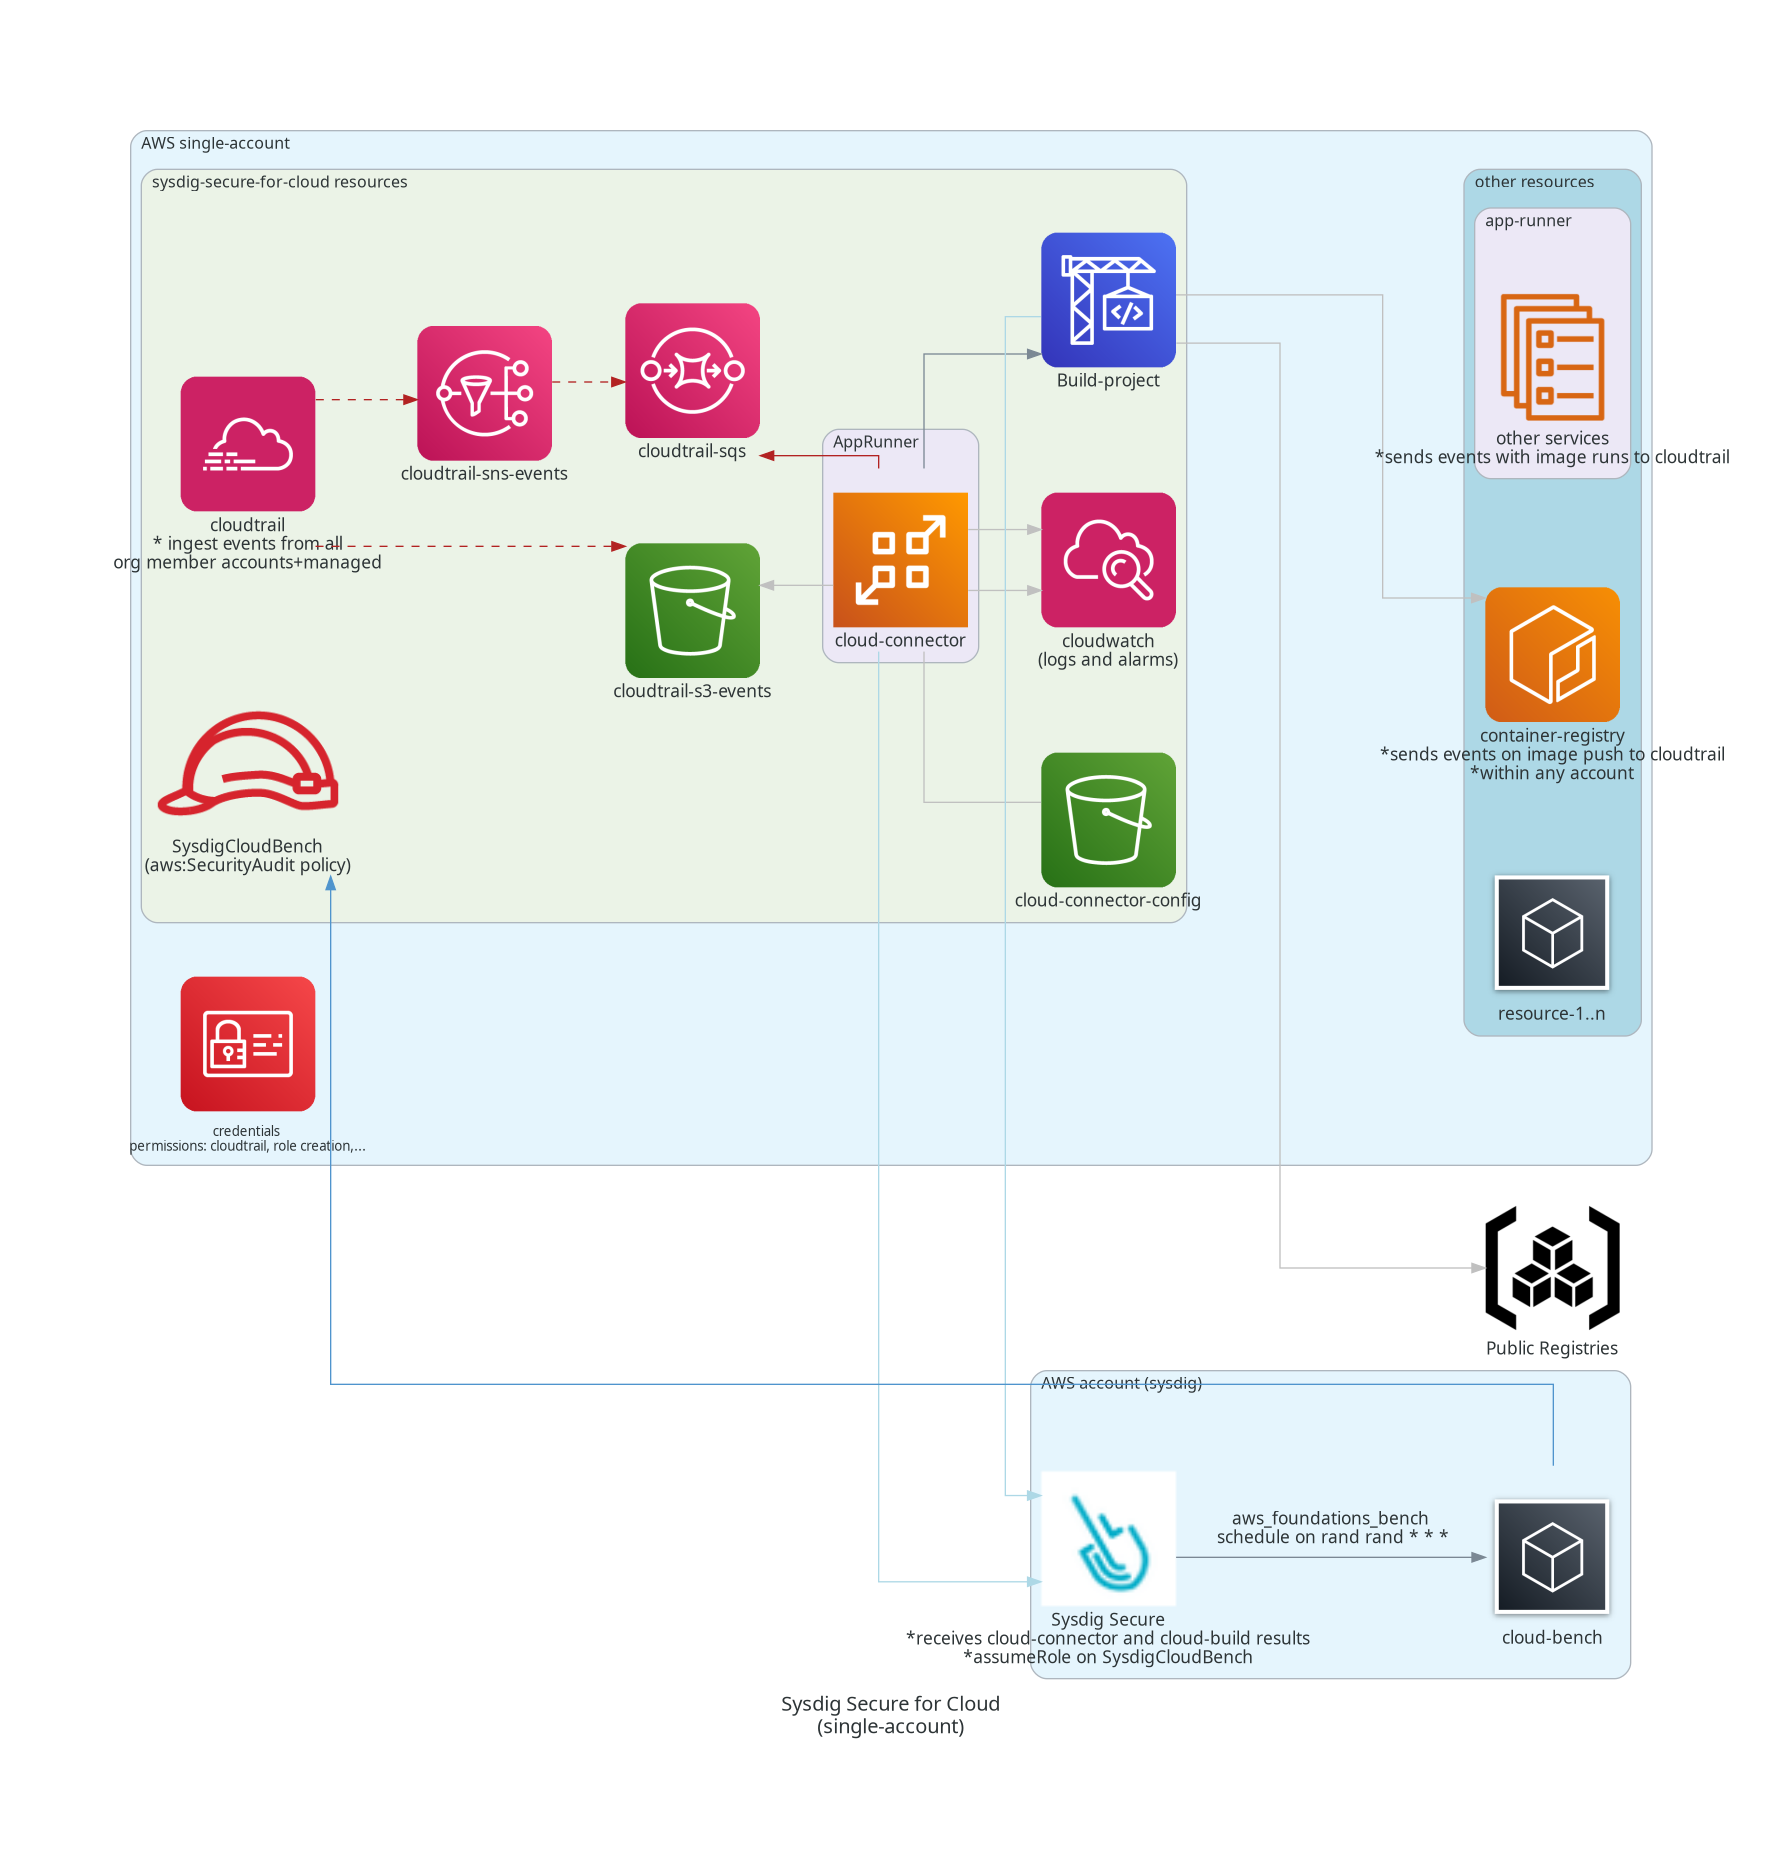 AWS single-account
sysdig-secure-for-cloud resources
other resources
app-runner
Build-project
other services
*sends events with image runs to cloudtrail
cloudtrail-sqs
AppRunner
cloudtrail-sns-events
cloudtrail
* ingest events from all
org member accounts+managed
cloud-connector
cloudwatch
(logs and alarms)
cloudtrail-s3-events
container-registry
*sends events on image push to cloudtrail
*within any account
SysdigCloudBench
(aws:SecurityAudit policy)
cloud-connector-config
resource-1..n
credentials
permissions: cloudtrail, role creation,...
Public Registries
AWS account (sysdig)
aws_foundations_bench
schedule on rand rand * * *
Sysdig Secure
*receives cloud-connector and cloud-build results
*assumeRole on SysdigCloudBench
cloud-bench
Sysdig Secure for Cloud
(single-account)